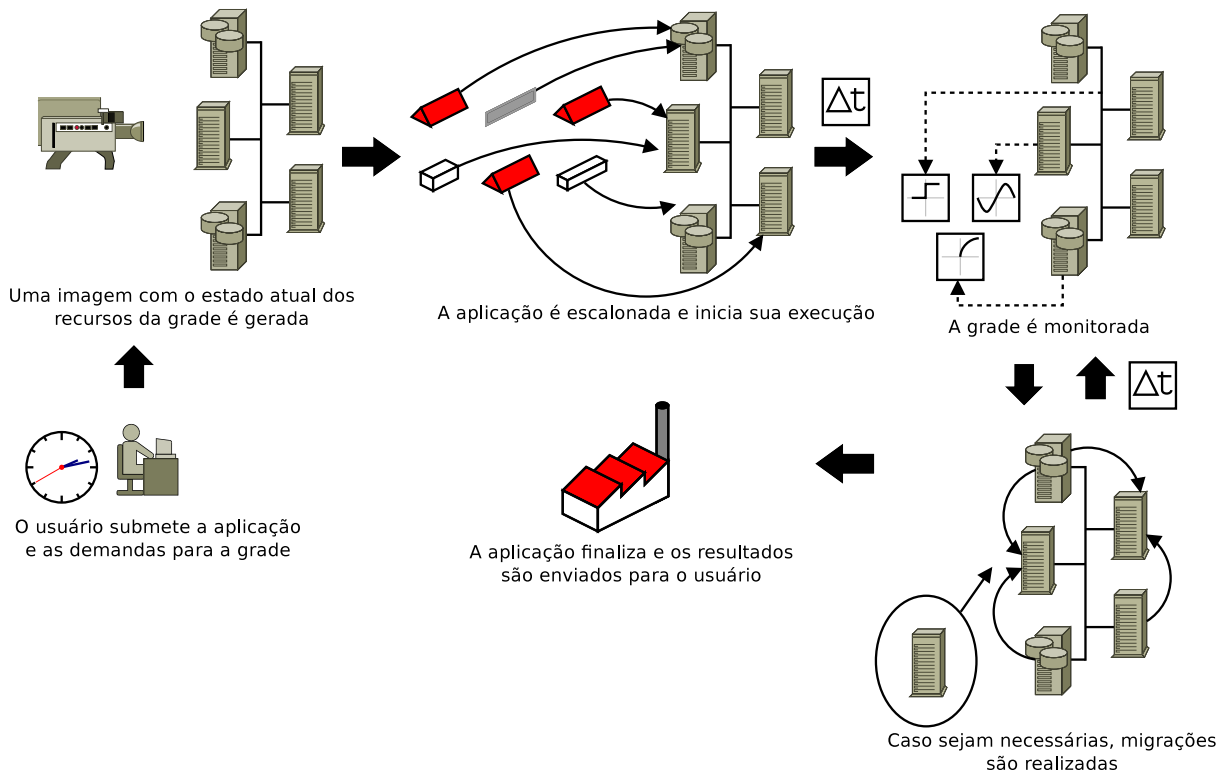 Δt
Uma imagem com o estado atual dos
recursos da grade é gerada
A aplicação é escalonada e inicia sua execução
A grade é monitorada
Δt
O usuário submete a aplicação
e as demandas para a grade
A aplicação finaliza e os resultados
são enviados para o usuário
Caso sejam necessárias, migrações
são realizadas